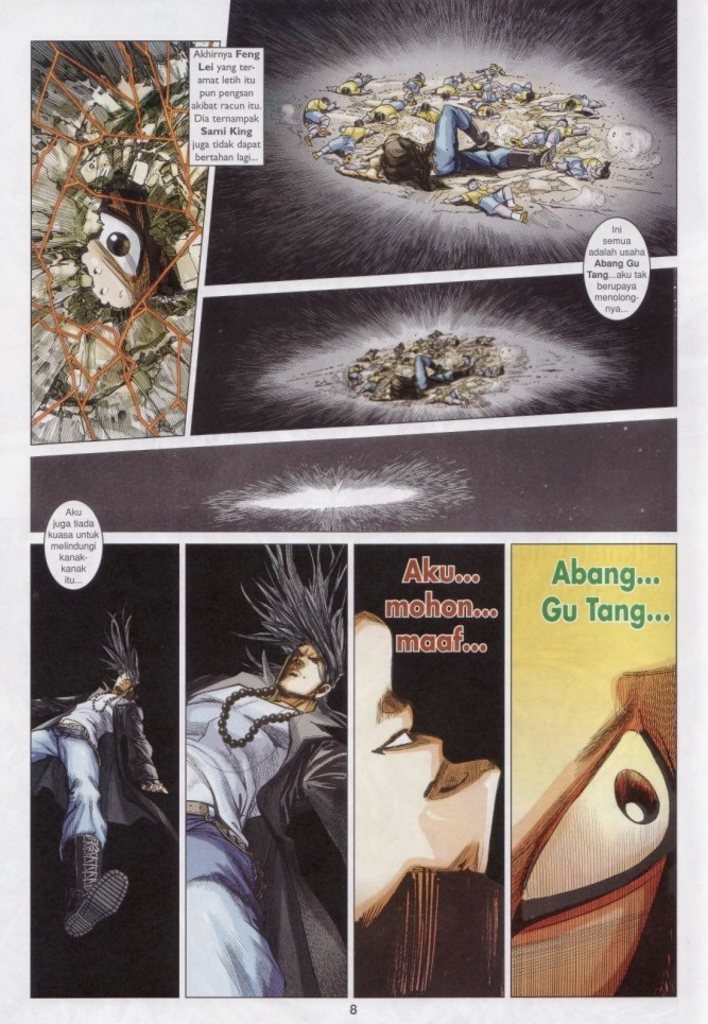 Akhirnya Feng
Lei yang ter-
amat letih itu
pun pengsan
akibat racun itu.
Dia ternampak
Sami King
juga tidak dapat
bertahan lagi...
Ini
semua
adalah usaha
Abang Gu
Tang...aku tak
berupaya
menolong-
nya...
Aku
juga tiada
kuasa untuk
melindungi
kanak-
kanak
itu...
Aku...
mohon...
maaf...
Abang...
Gu Tang...
8